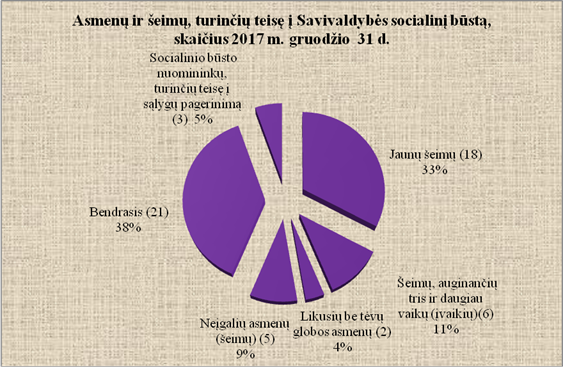 Asmenų ir šeimų, turinčių teisę į Savivaldybės socialinį būstą,
skaičius 2017 m. gruodžio 31 d.
Socialinio būsto
nuomininkų,
turinčių teisę į
sąlygų pagerinimą
(3) 5%
Jaunų šeimų (18)
33%
Šeimų, auginančių
tris ir daugiau
vaikų (įvaikių)(6)
11%
Likusių be tėvų
globos asmenų (2)
4%
Neįgalių asmenų
(šeimų) (5)
9%
Bendrasis (21)
38%